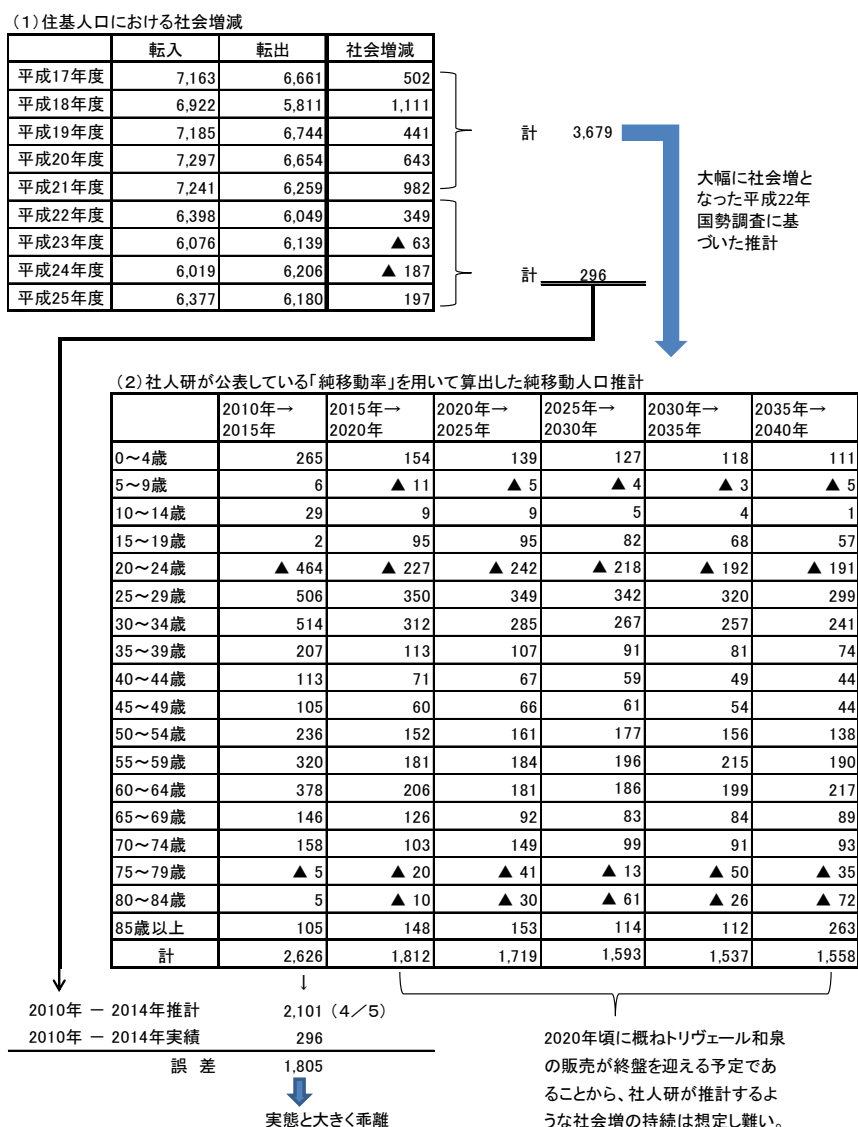 (1)住基人口における社会増減
転入 転出 社会増減
平成17年度 7,163 6,661 502
平成18年度 6,922 5,811 1,111
平成19年度 7,185 6,744 441
計 3,679
平成20年度 7,297 6,654 643
平成21年度 7,241 6,259 982
平成22年度 6,398 6,049 349
平成23年度 6,076 6,139 ▲ 63
平成24年度 6,019 6,206 ▲ 187
計 296
平成25年度 6,377 6,180 197
大幅に社会増と
なった平成22年
国勢調査に基
づいた推計
(2)社人研が公表している「純移動率」を用いて算出した純移動人口推計
2010年→ 2015年→ 2020年→ 2025年→ 2030年→ 2035年→
2015年 2020年 2025年 2030年 2035年 2040年
0~4歳 265 154 139 127 118 111
5~9歳 6 ▲ 11 ▲ 5 ▲ 4 ▲ 3 ▲ 5
10~14歳 29 9 9 5 4 1
15~19歳 2 95 95 82 68 57
20~24歳 ▲ 464 ▲ 227 ▲ 242 ▲ 218 ▲ 192 ▲ 191
25~29歳 506 350 349 342 320 299
30~34歳 514 312 285 267 257 241
35~39歳 207 113 107 91 81 74
40~44歳 113 71 67 59 49 44
45~49歳 105 60 66 61 54 44
50~54歳 236 152 161 177 156 138
55~59歳 320 181 184 196 215 190
60~64歳 378 206 181 186 199 217
65~69歳 146 126 92 83 84 89
70~74歳 158 103 149 99 91 93
75~79歳 ▲ 5 ▲ 20 ▲ 41 ▲ 13 ▲ 50 ▲ 35
80~84歳 5 ▲ 10 ▲ 30 ▲ 61 ▲ 26 ▲ 72
85歳以上 105 148 153 114 112 263
計 2,626 1,812 1,719 1,593 1,537 1,558
↓
2010年 - 2014年推計 2,101 (4/5)
2010年 - 2014年実績 296
誤 差 1,805
実態と大きく乖離
2020年頃に概ねトリヴェール和泉
の販売が終盤を迎える予定であ
ることから、社人研が推計するよ
うな社会増の持続は想定し難い。